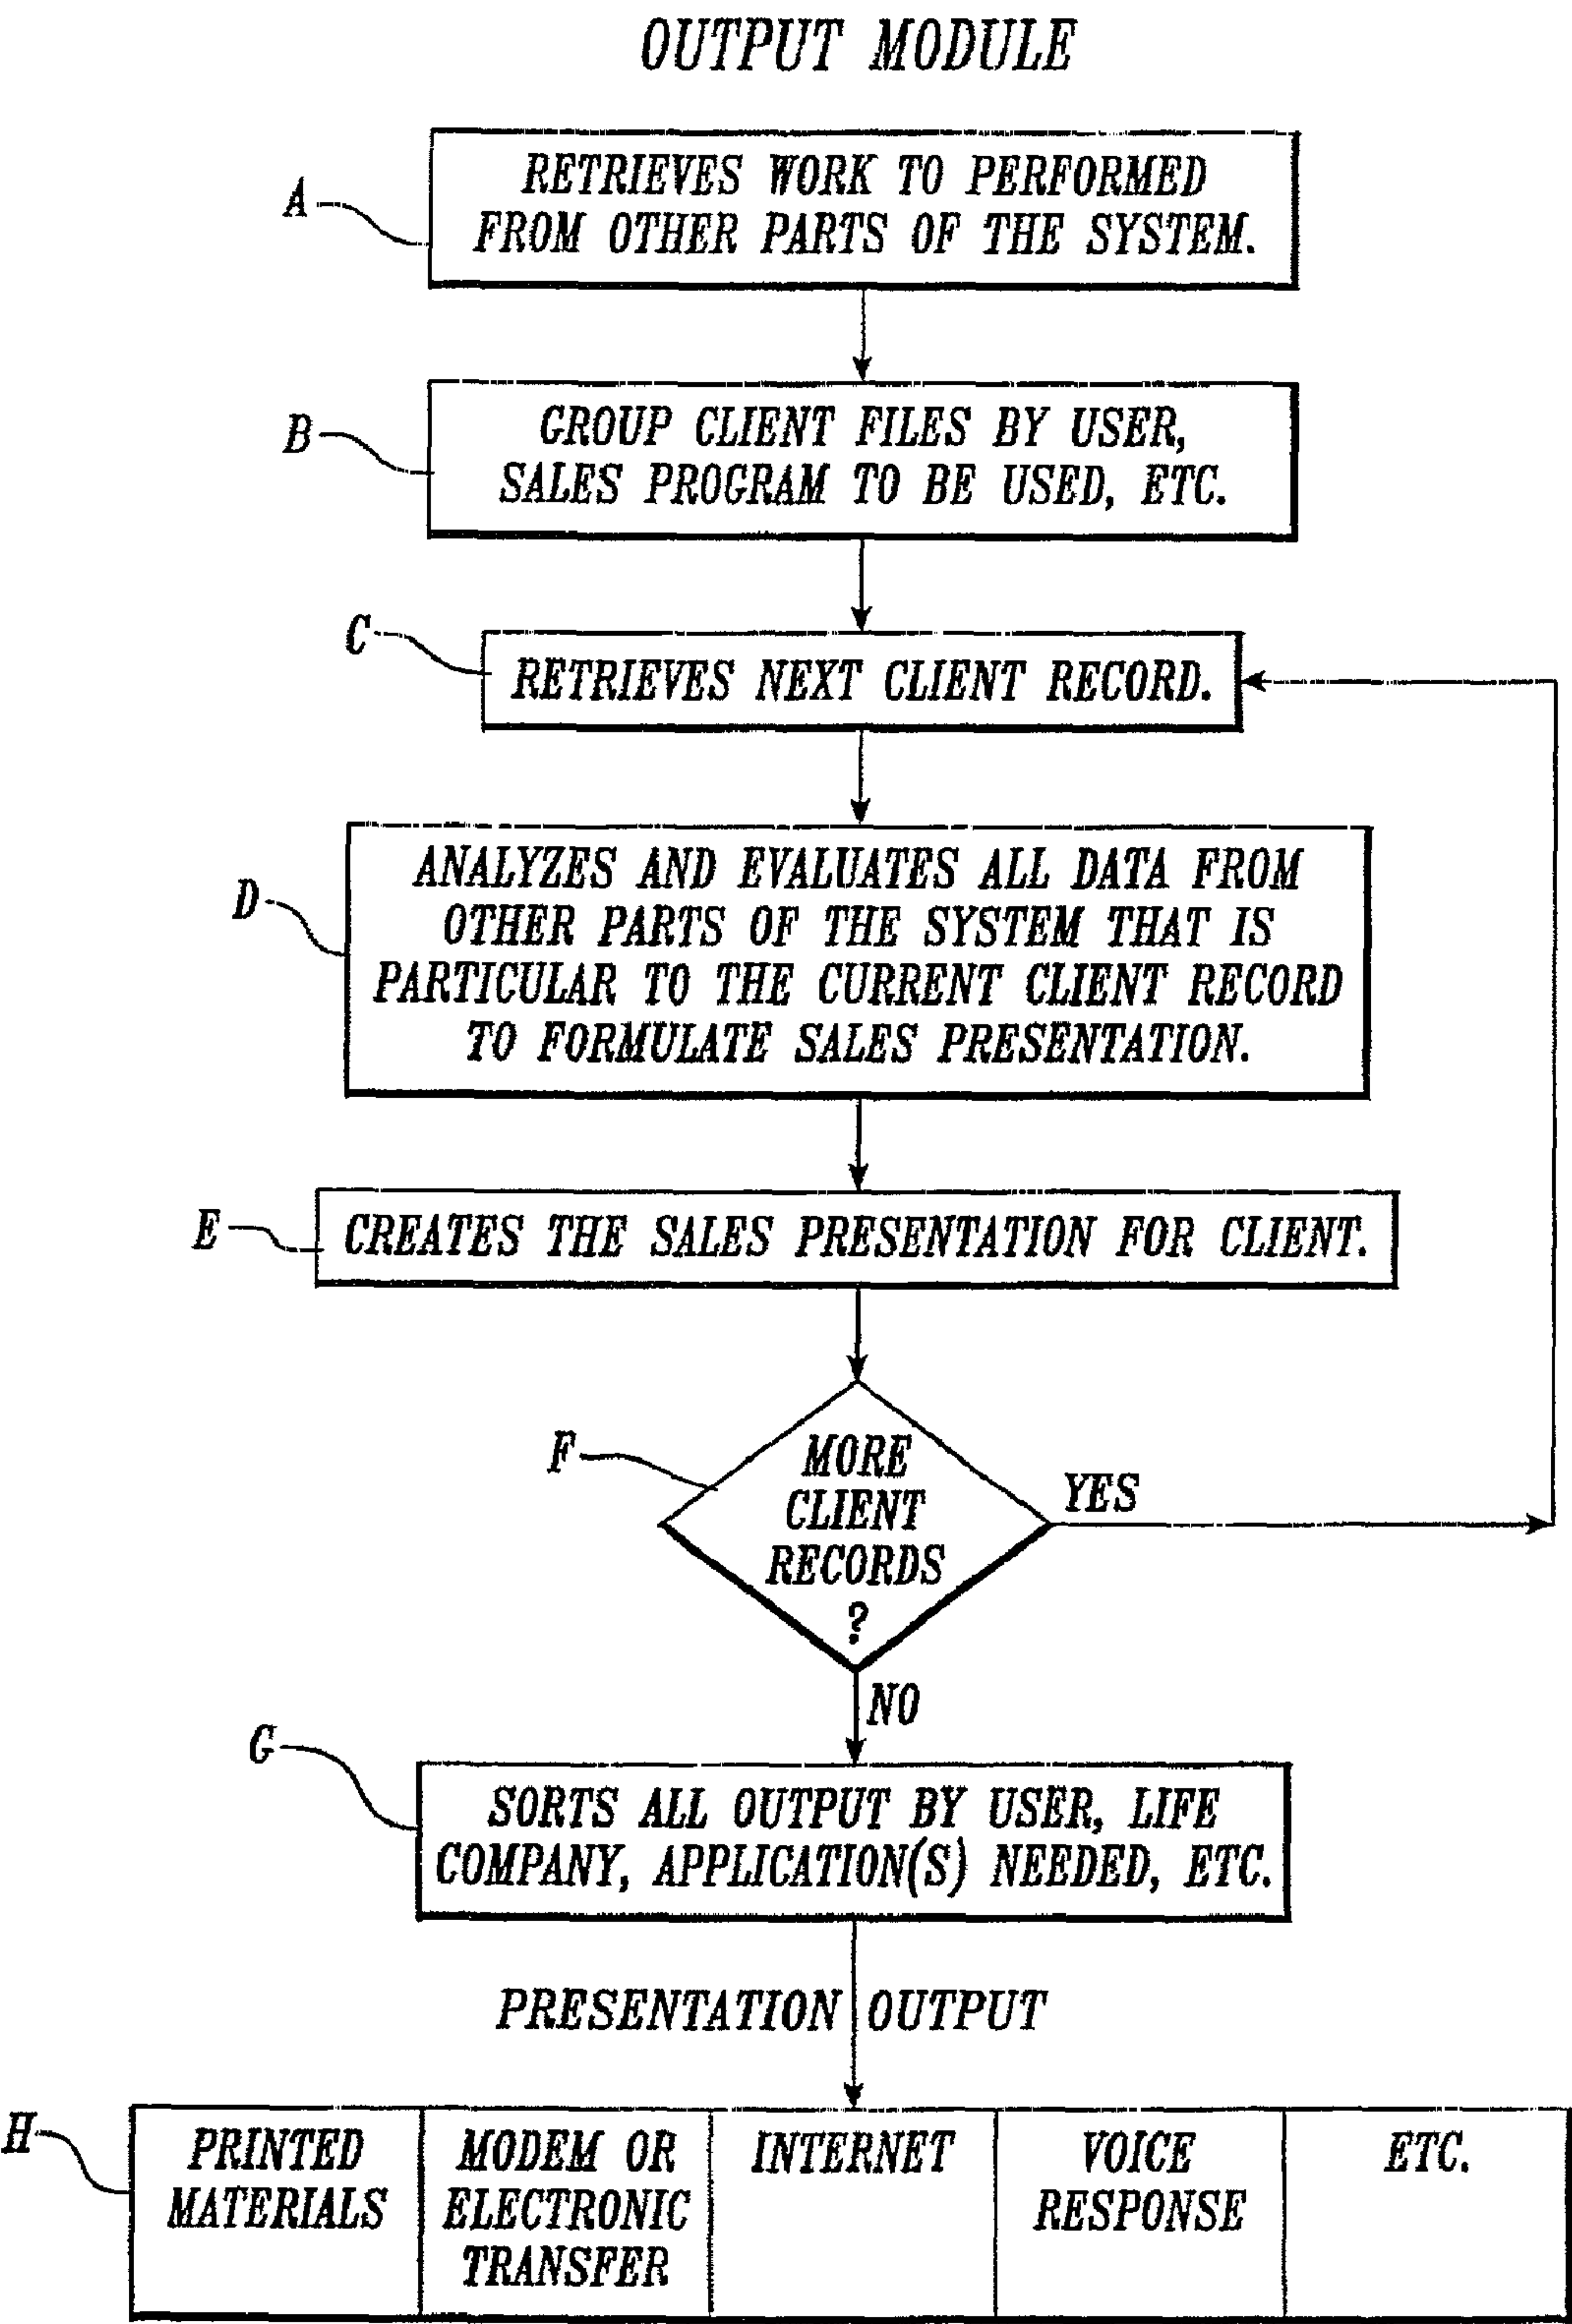 OUTPUT MODULE
A
RETRIEVES WORK TO PERFORMED
FROM OTHER PARTS OF THE SYSTEM.
B
GROUP CLIENT FILES BY USER,
SALES PROGRAM TO BE USED, ETC.
C
RETRIEVES NEXT CLIENT RECORD.
D
ANALYZES AND EVALUATES ALL DATA FROM
OTHER PARTS OF THE SYSTEM THAT IS
PARTICULAR TO THE CURRENT CLIENT RECORD
TO FORMULATE SALES PRESENTATION.
E
CREATES THE SALES PRESENTATION FOR CLIENT.
F
MORE
CLIENT
RECORDS
?
YES
NO
G
SORTS ALL OUTPUT BY USER, LIFE
COMPANY, APPLICATION(S) NEEDED, ETC.
PRESENTATION OUTPUT
H
PRINTED
MATERIALS
MODEM OR
ELECTRONIC
TRANSFER
INTERNET
VOICE
RESPONSE
ETC.